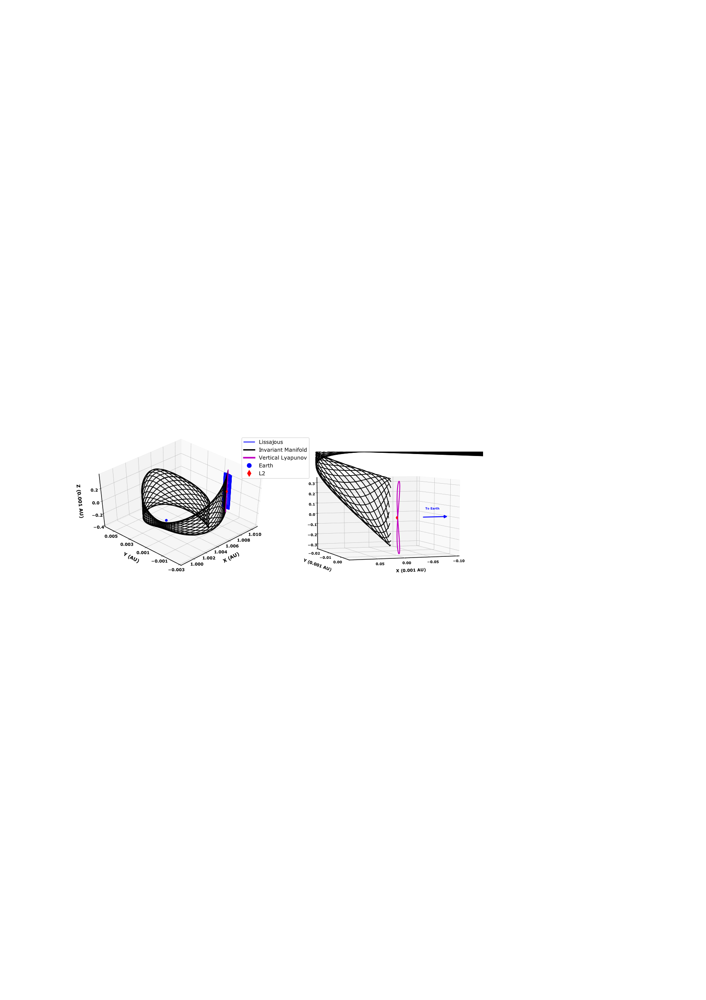 Lissajous
Invariant Manifold
Vertical Lyapunov
Earth
L2
Z (0.001 AU)
0.2
0.0
−0.2
−0.4
0.005
0.003
0.001
−0.001
−0.003
Y (AU)
1.000
1.002
1.004
1.006
1.008
1.010
X (AU)
0.3
0.2
0.1
0.0
−0.1
−0.2
−0.3
−0.02
−0.01
0.00
Y (0.001 AU)
0.05
0.00
−0.05
−0.10
X (0.001 AU)
To Earth